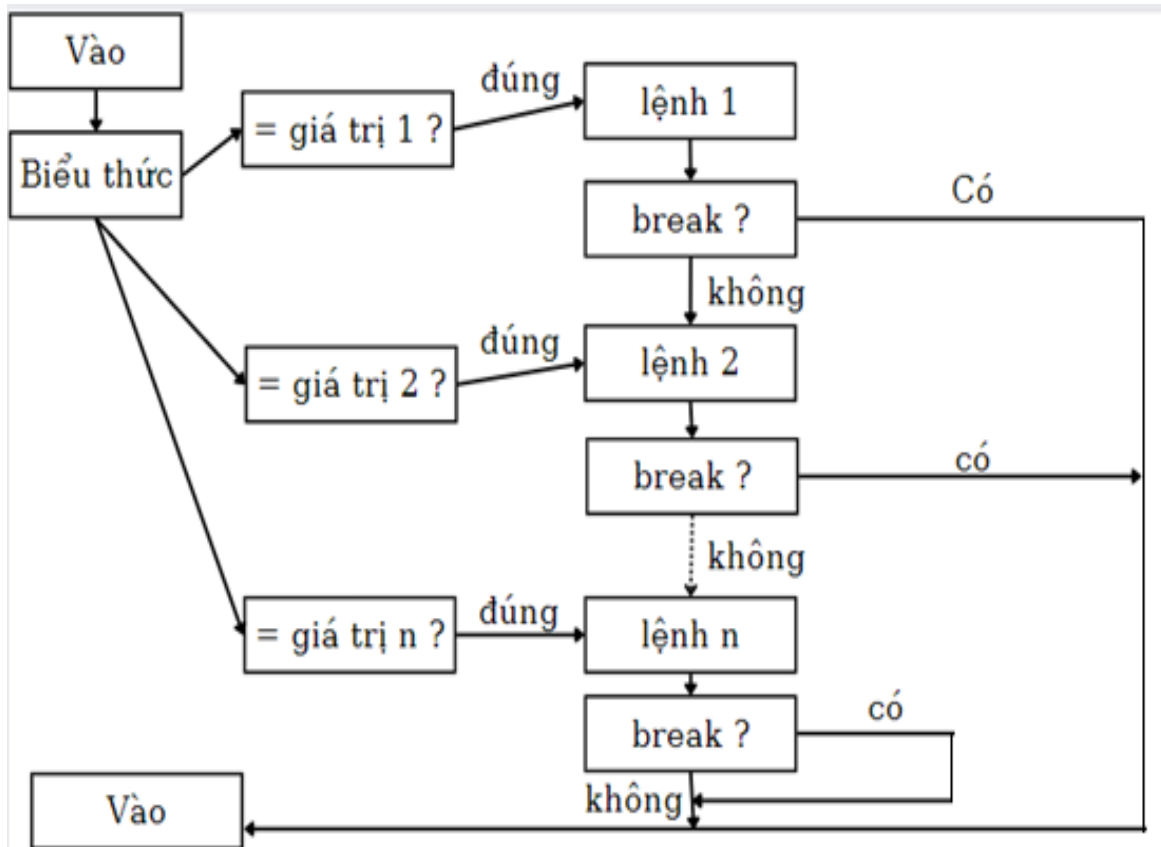 Vào
Biểu thức
= giá trị 1 ?
đúng
lệnh 1
break ?
Có
không
= giá trị 2 ?
đúng
lệnh 2
break ?
có
không
= giá trị n ?
đúng
lệnh n
break ?
có
không
Vào